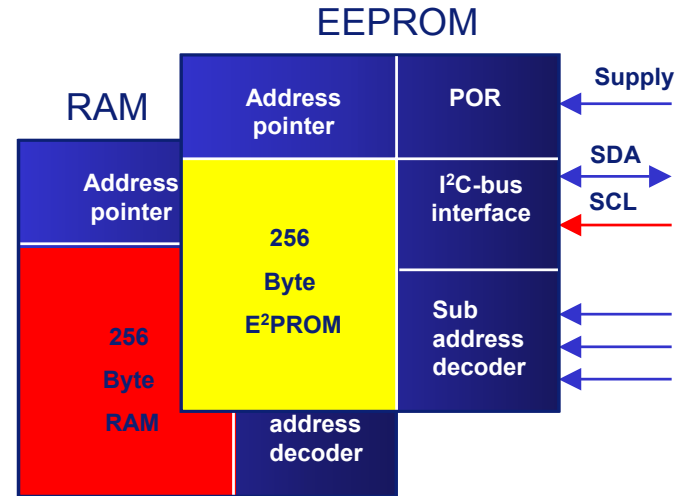 EEPROM
RAM
Address
pointer
POR
Supply
SDA
I²C-bus
interface
SCL
Address
pointer
256
Byte
E²PROM
Sub
address
decoder
256
Byte
RAM
address
decoder